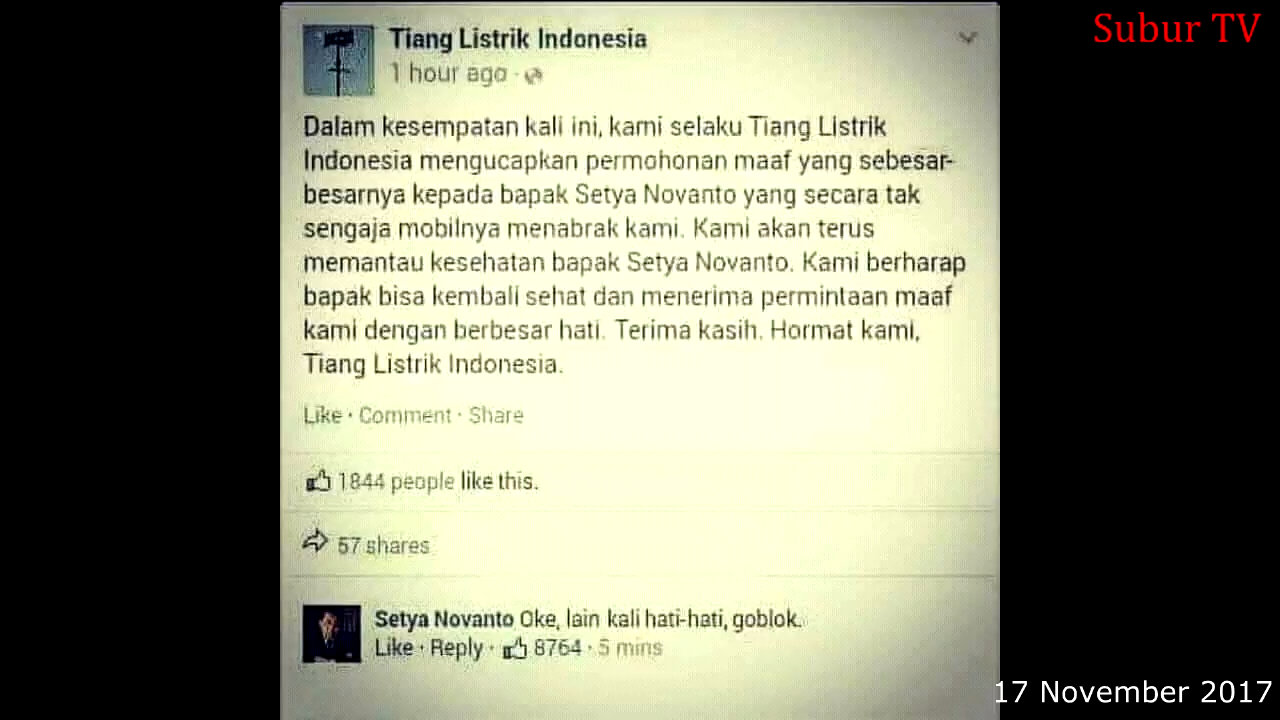 Subur TV
Tiang Listrik Indonesia
1 hour ago ·
Dalam kesempatan kali ini, kami selaku Tiang Listrik
Indonesia mengucapkan permohonan maaf yang sebesar-
besarnya kepada bapak Setya Novanto yang secara tak
sengaja mobilnya menabrak kami. Kami akan terus
memantau kesehatan bapak Setya Novanto. Kami berharap
bapak bisa kembali sehat dan menerima permintaan maaf
kami dengan berbesar hati. Terima kasih. Hormat kami,
Tiang Listrik Indonesia.
Like · Comment · Share
1844 people like this.
57 shares
Setya Novanto Oke, lain kali hati-hati, goblok.
Like · Reply · 8764 · 5 mins
17 November 2017